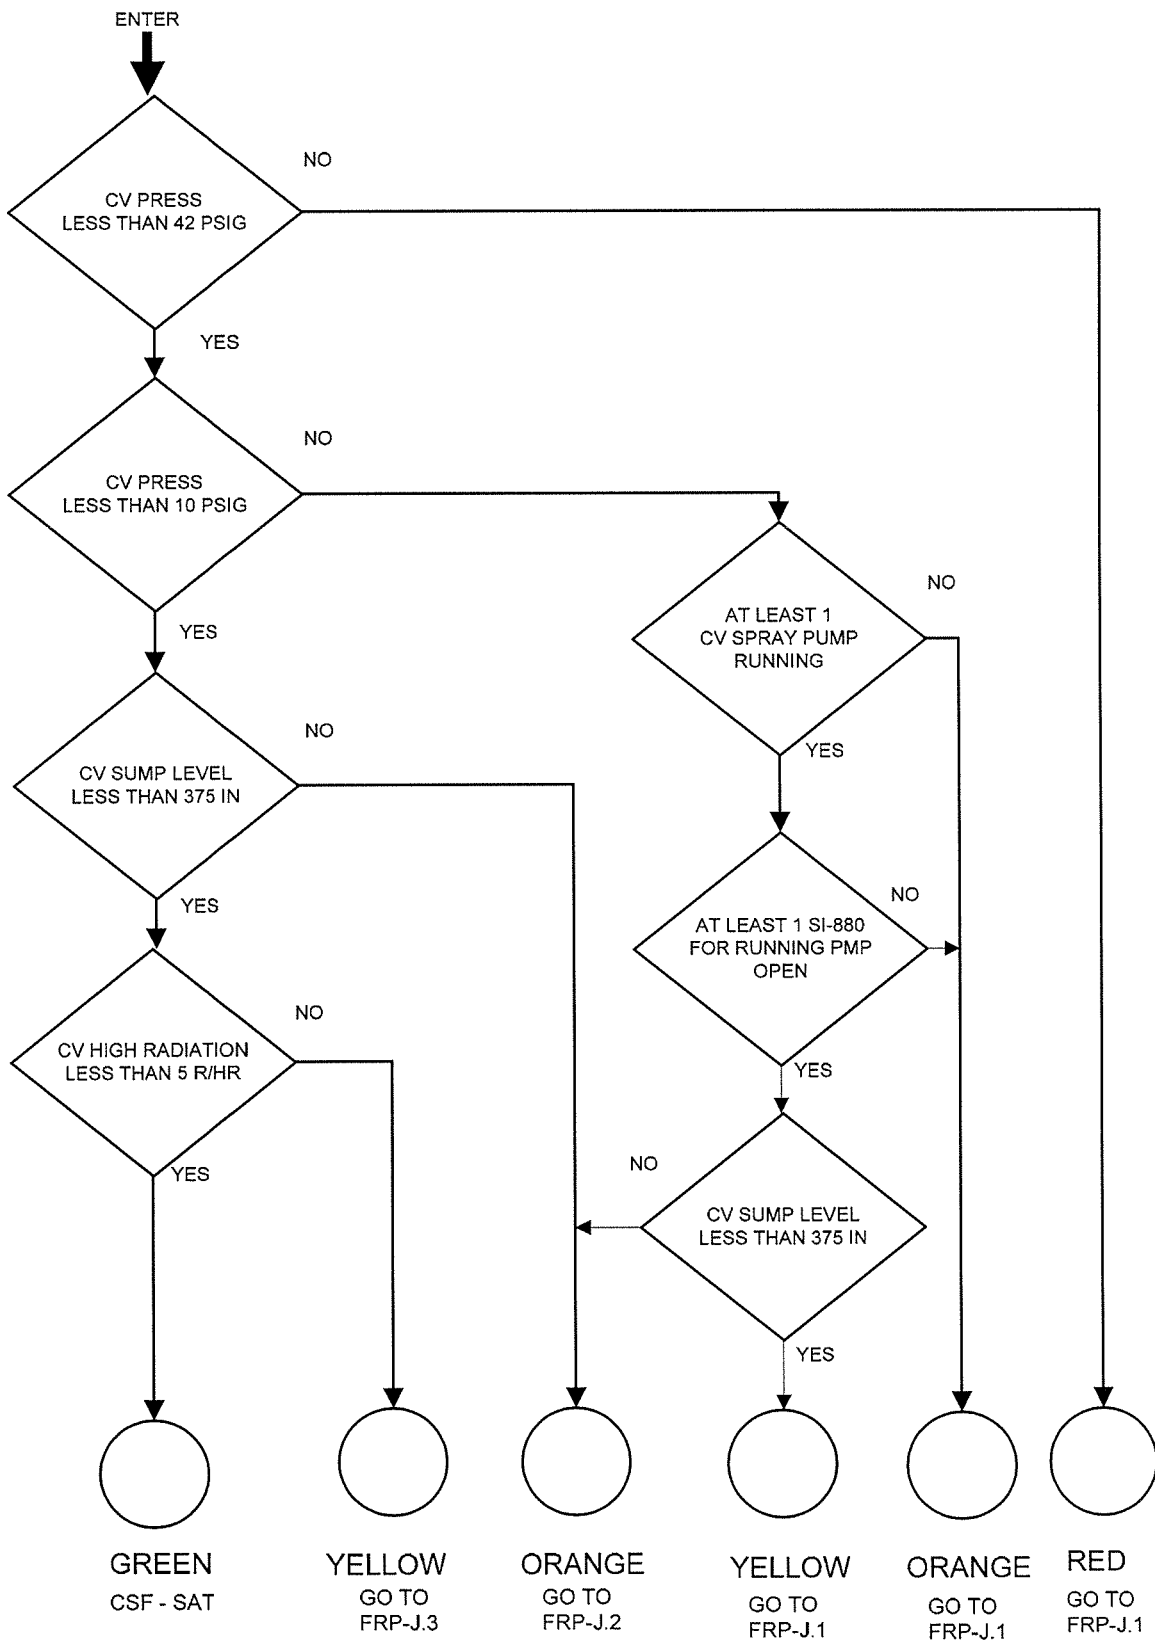 ENTER
NO
CV PRESS
LESS THAN 42 PSIG
YES
NO
CV PRESS
LESS THAN 10 PSIG
NO
AT LEAST 1
CV SPRAY PUMP
RUNNING
YES
NO
CV SUMP LEVEL
LESS THAN 375 IN
YES
YES
NO
AT LEAST 1 SI-880
FOR RUNNING PMP
OPEN
NO
CV HIGH RADIATION
LESS THAN 5 R/HR
YES
YES
NO
CV SUMP LEVEL
LESS THAN 375 IN
YES
GREEN
CSF - SAT
YELLOW
GO TO
FRP-J.3
ORANGE
GO TO
FRP-J.2
YELLOW
GO TO
FRP-J.1
ORANGE
GO TO
FRP-J.1
RED
GO TO
FRP-J.1